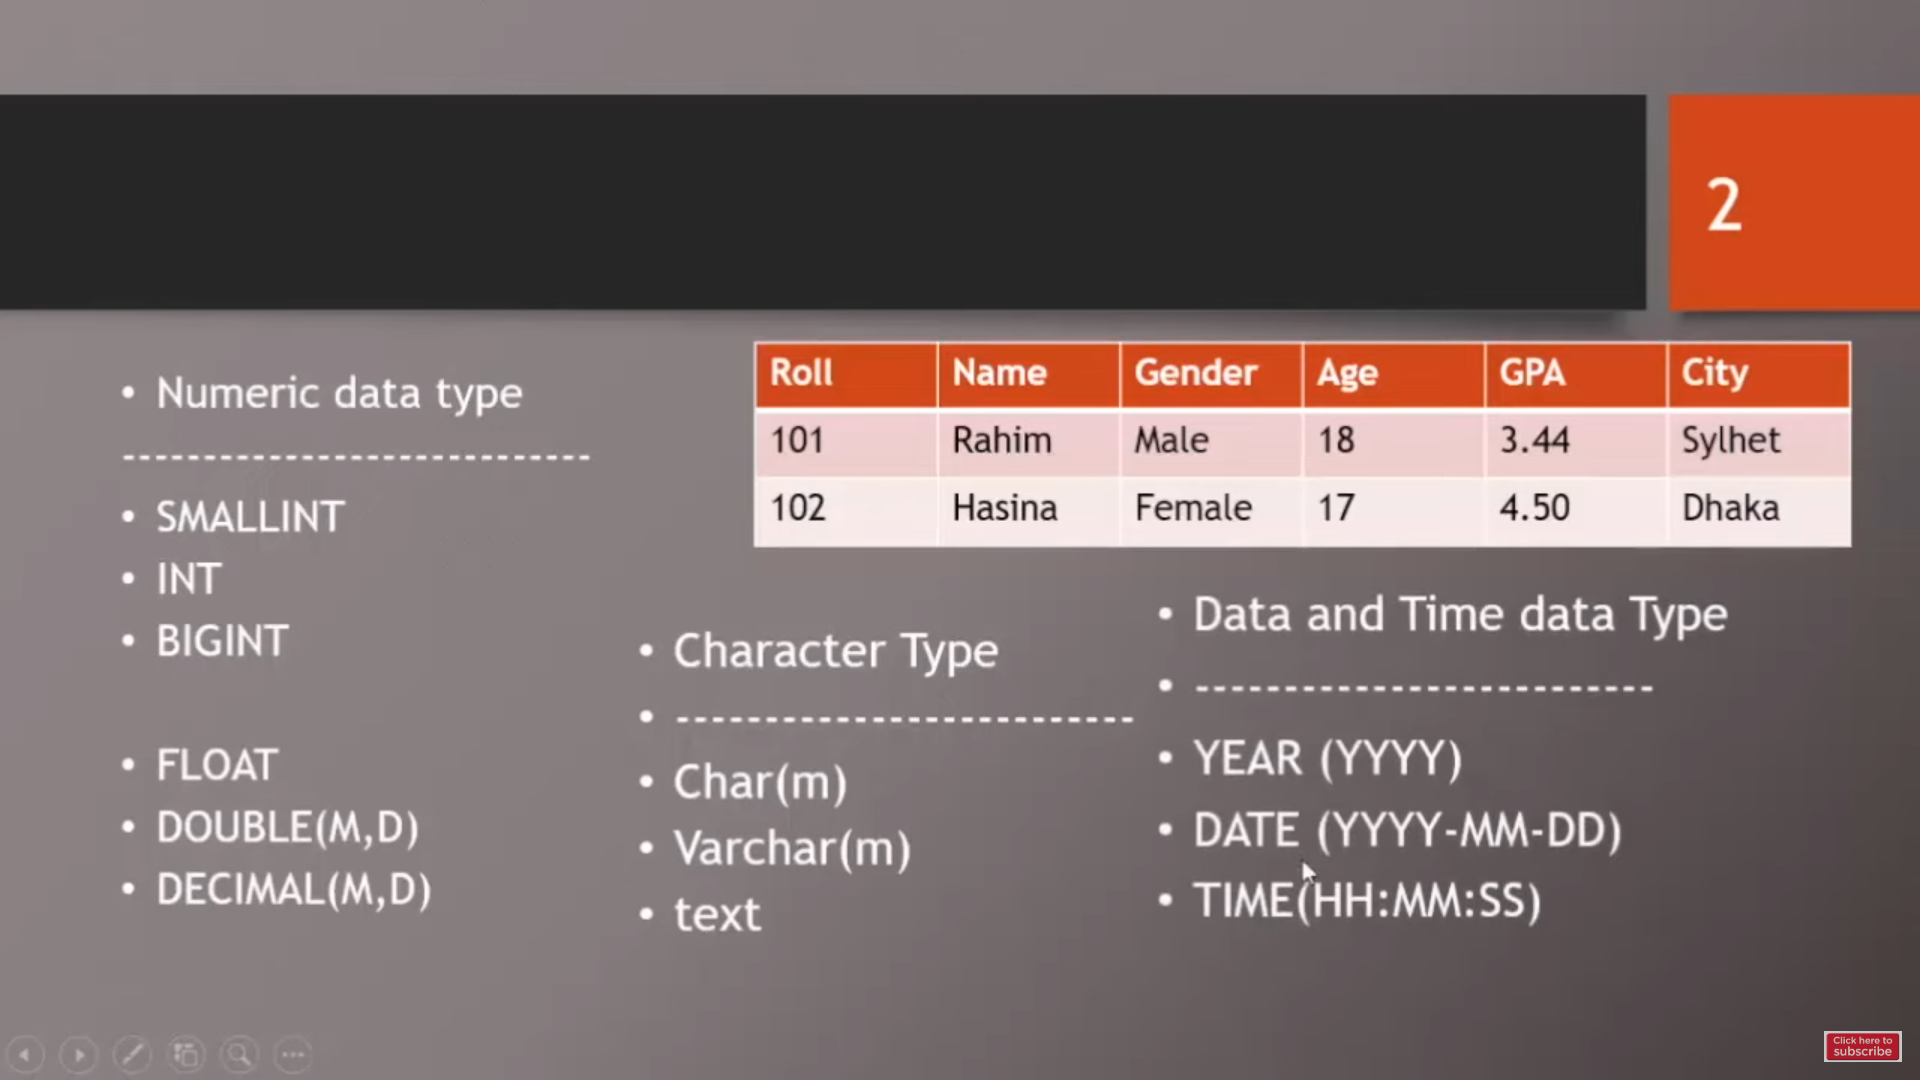 2
• Numeric data type
---------------------------
• SMALLINT
• INT
• BIGINT
• FLOAT
• DOUBLE(M,D)
• DECIMAL(M,D)
Roll Name Gender Age GPA City
101 Rahim Male 18 3.44 Sylhet
102 Hasina Female 17 4.50 Dhaka
• Character Type
• --------------------------
• Char(m)
• Varchar(m)
• text
• Data and Time data Type
• --------------------------
• YEAR (YYYY)
• DATE (YYYY-MM-DD)
• TIME(HH:MM:SS)
Click here to
subscribe